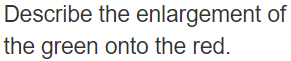 Describe the enlargement of
the green onto the red.